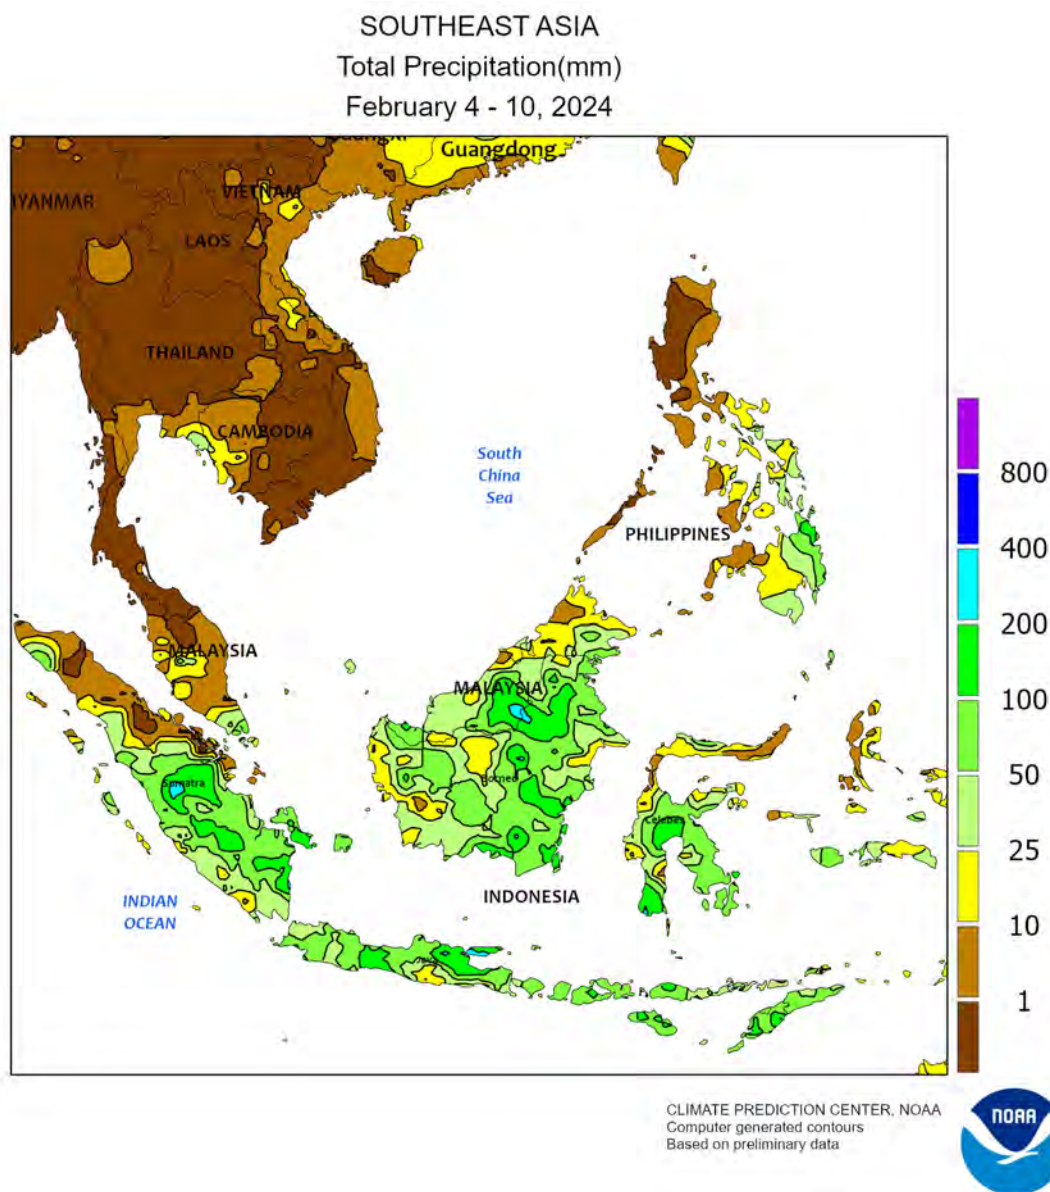 SOUTHEAST ASIA
Total Precipitation(mm)
February 4 - 10, 2024
Guangdong
VIETNAM
LAOS
THAILAND
CAMBODIA
South
China
Sea
PHILIPPINES
MALAYSIA
MALAYSIA
Sumatra
Borneo
Celebes
INDIAN
OCEAN
INDONESIA
800
400
200
100
50
25
10
1
CLIMATE PREDICTION CENTER, NOAA
Computer generated contours
Based on preliminary data
NOAA